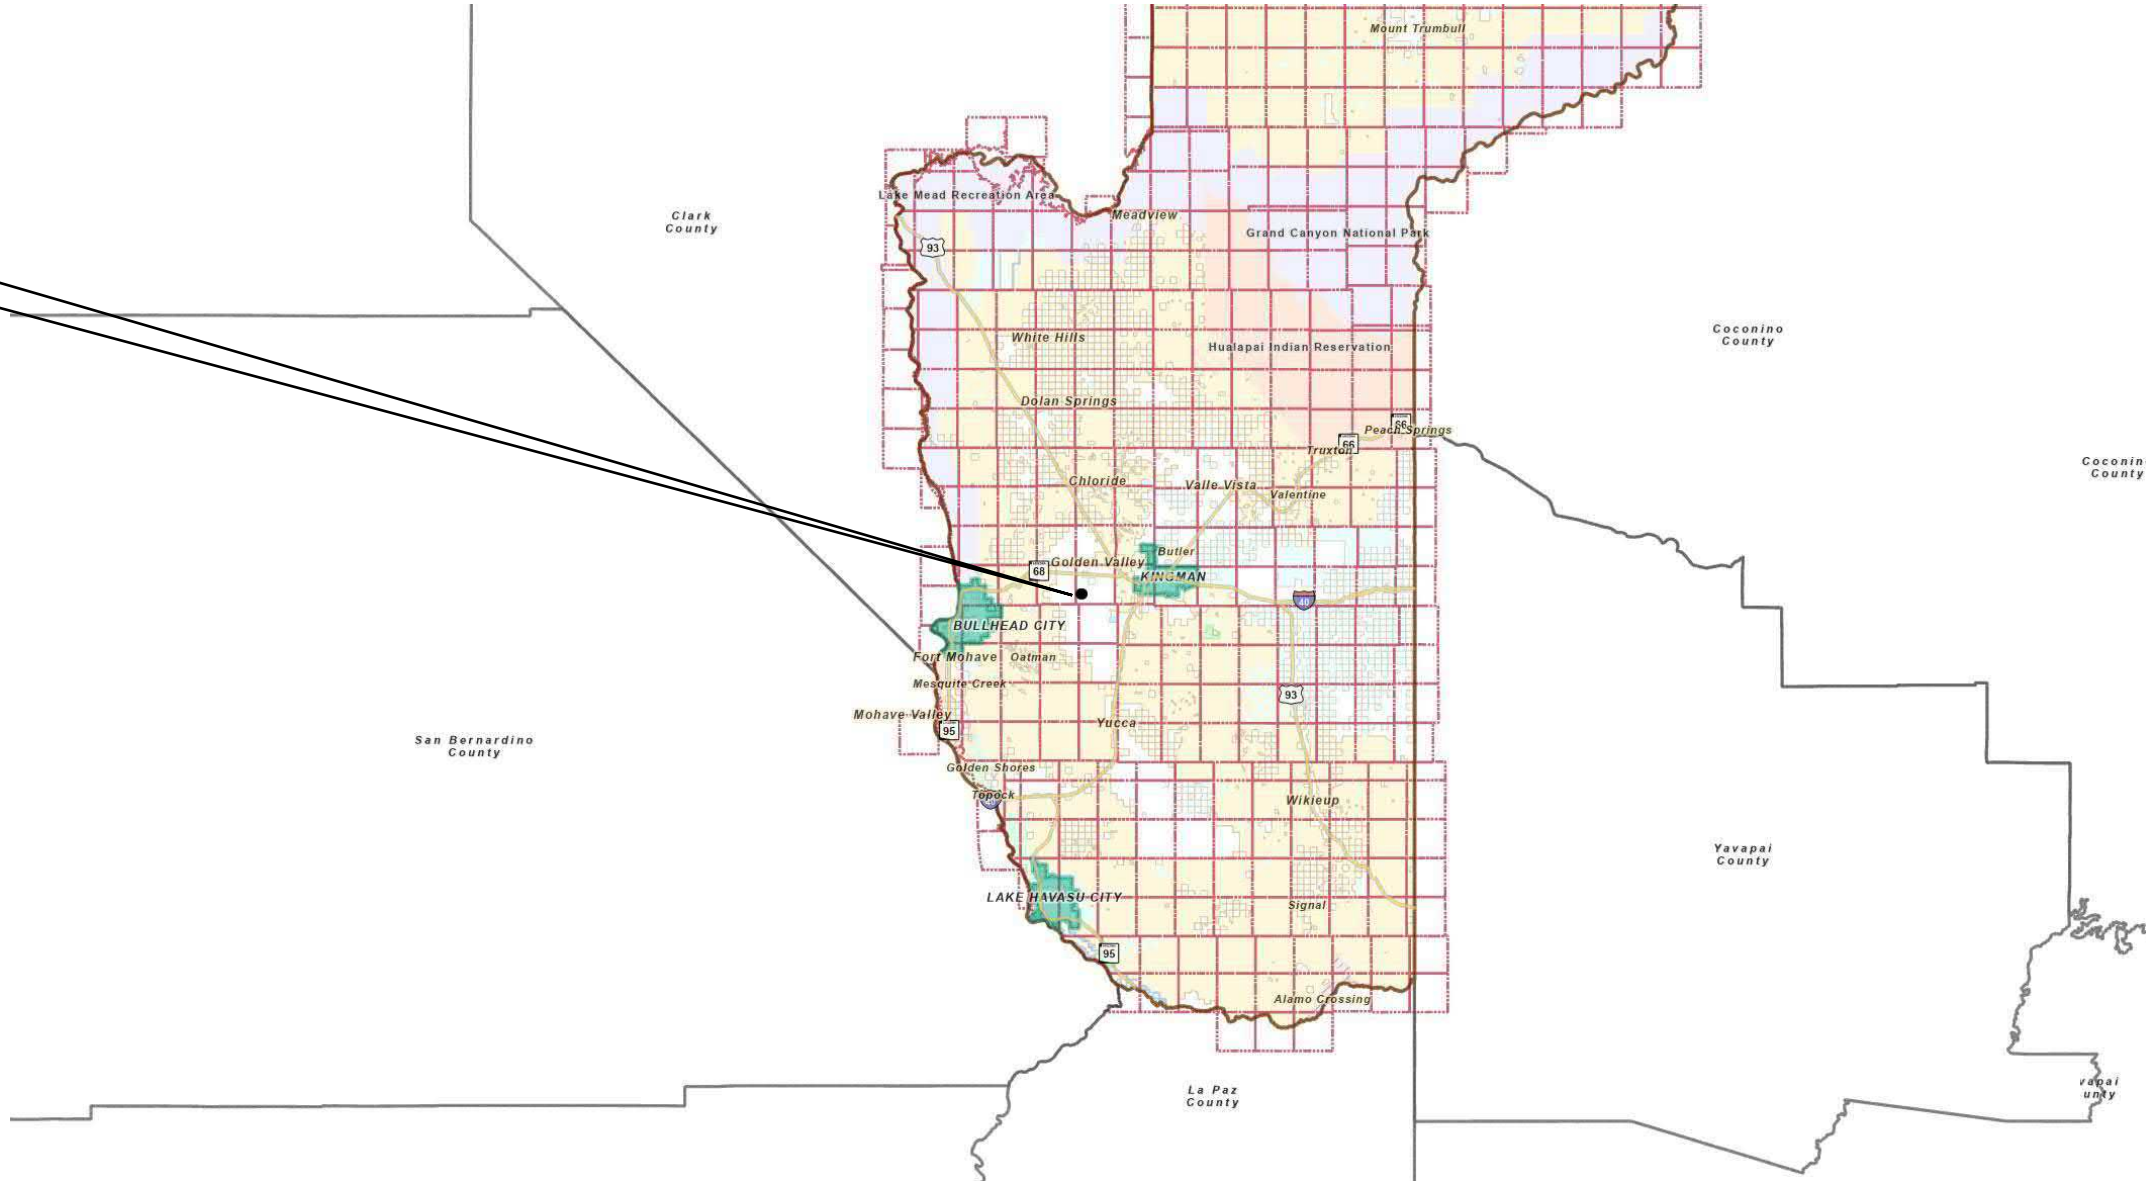 Mount Trumbull
Lake Mead Recreation Area
Clark
County
Meadview
Grand Canyon National Park
93
Coconino
County
White Hills
Hualapai Indian Reservation
Dolan Springs
66
Peach Springs
66
Truxton
Coconin
County
Chloride
Valle Vista
Valentine
Butler
Golden Valley
68
KINGMAN
40
BULLHEAD CITY
Fort Mohave
Oatman
Mesquite Creek
93
Mohave Valley
Yucca
95
San Bernardino
County
Golden Shores
Topock
Wikieup
Yavapai
County
LAKE HAVASU CITY
Signal
95
Alamo Crossing
La Paz
County
vapai
unty